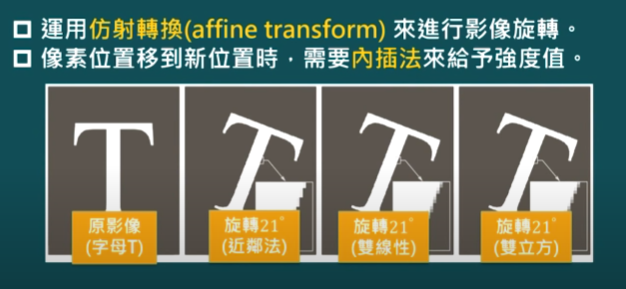 □ 運用仿射轉換(affine transform) 來進行影像旋轉。
□ 像素位置移到新位置時，需要內插法來給予強度值。
T
T
T
T
原影像
(字母T)
旋轉21°
(近鄰法)
旋轉21°
(雙線性)
旋轉21°
(雙立方)